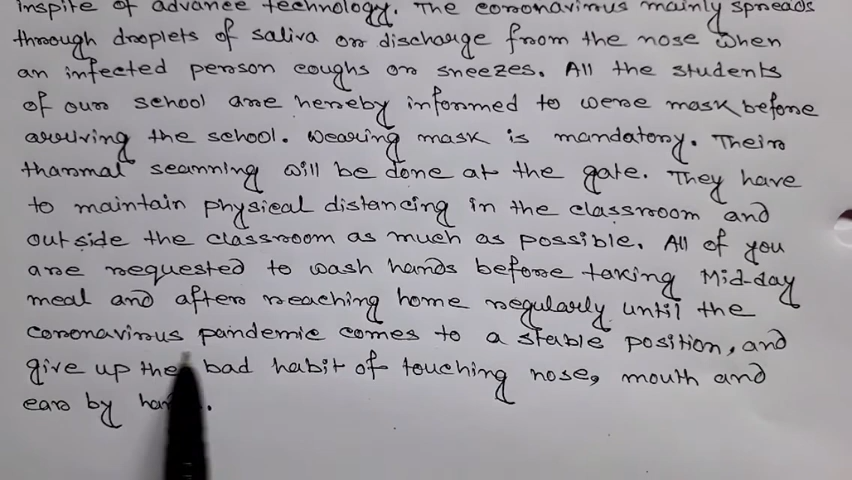 inspite of advance technology. The coronavirus mainly spreads
through droplets of saliva or discharge from the nose when
an infected person coughs or sneezes. All the students
of our school are hereby informed to were mask before
arriving the school. Wearing mask is mandatory. Their
tharmal scanning will be done at the gate. They have
to maintain physical distancing in the classroom and
outside the classroom as much as possible. All of you
are requested to wash hands before taking Mid-day
meal and after reaching home regularly until the
coronavirus pandemic comes to a stable position, and
give up the bad habit of touching nose, mouth and
ear by